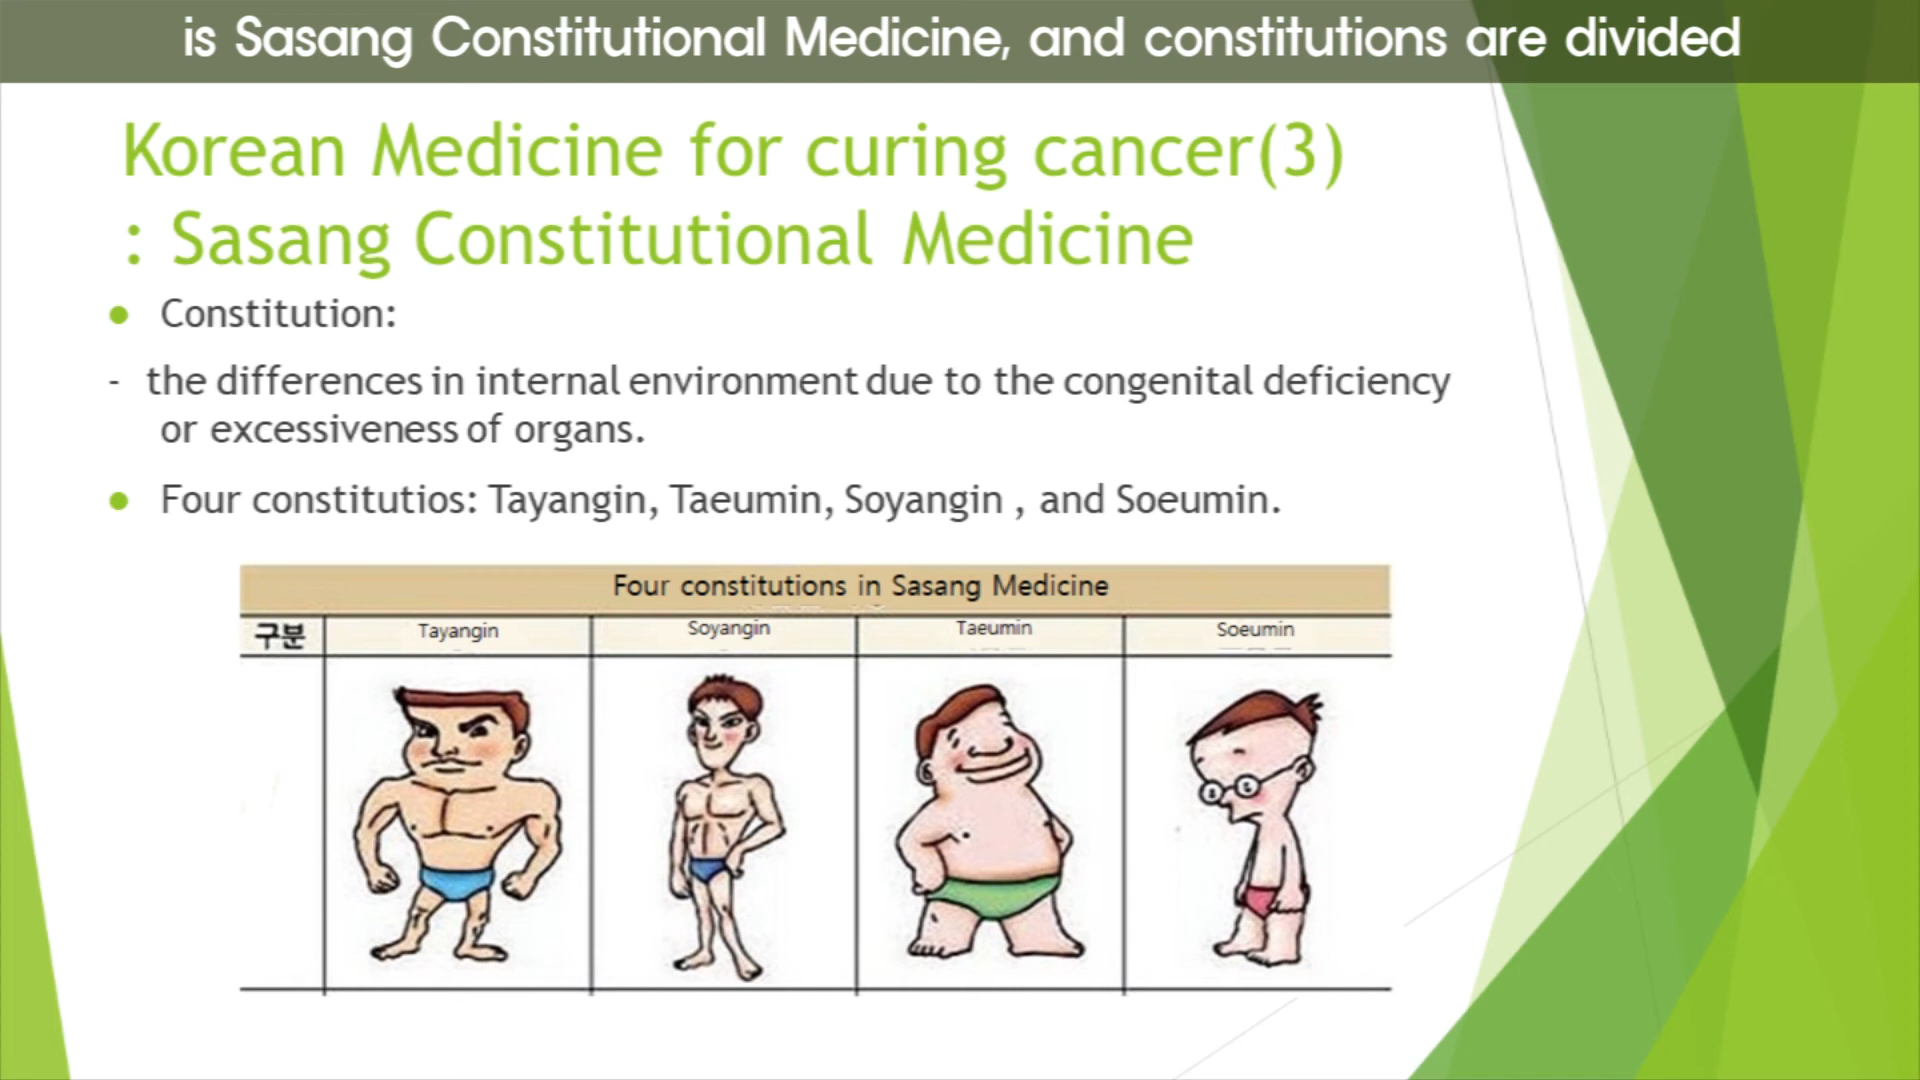 is Sasang Constitutional Medicine, and constitutions are divided
Korean Medicine for curing cancer(3)
: Sasang Constitutional Medicine
Constitution:
- the differences in internal environment due to the congenital deficiency
or excessiveness of organs.
Four constitutios: Tayangin, Taeumin, Soyangin , and Soeumin.
Four constitutions in Sasang Medicine
구분 Tayangin Soyangin Taeumin Soeumin